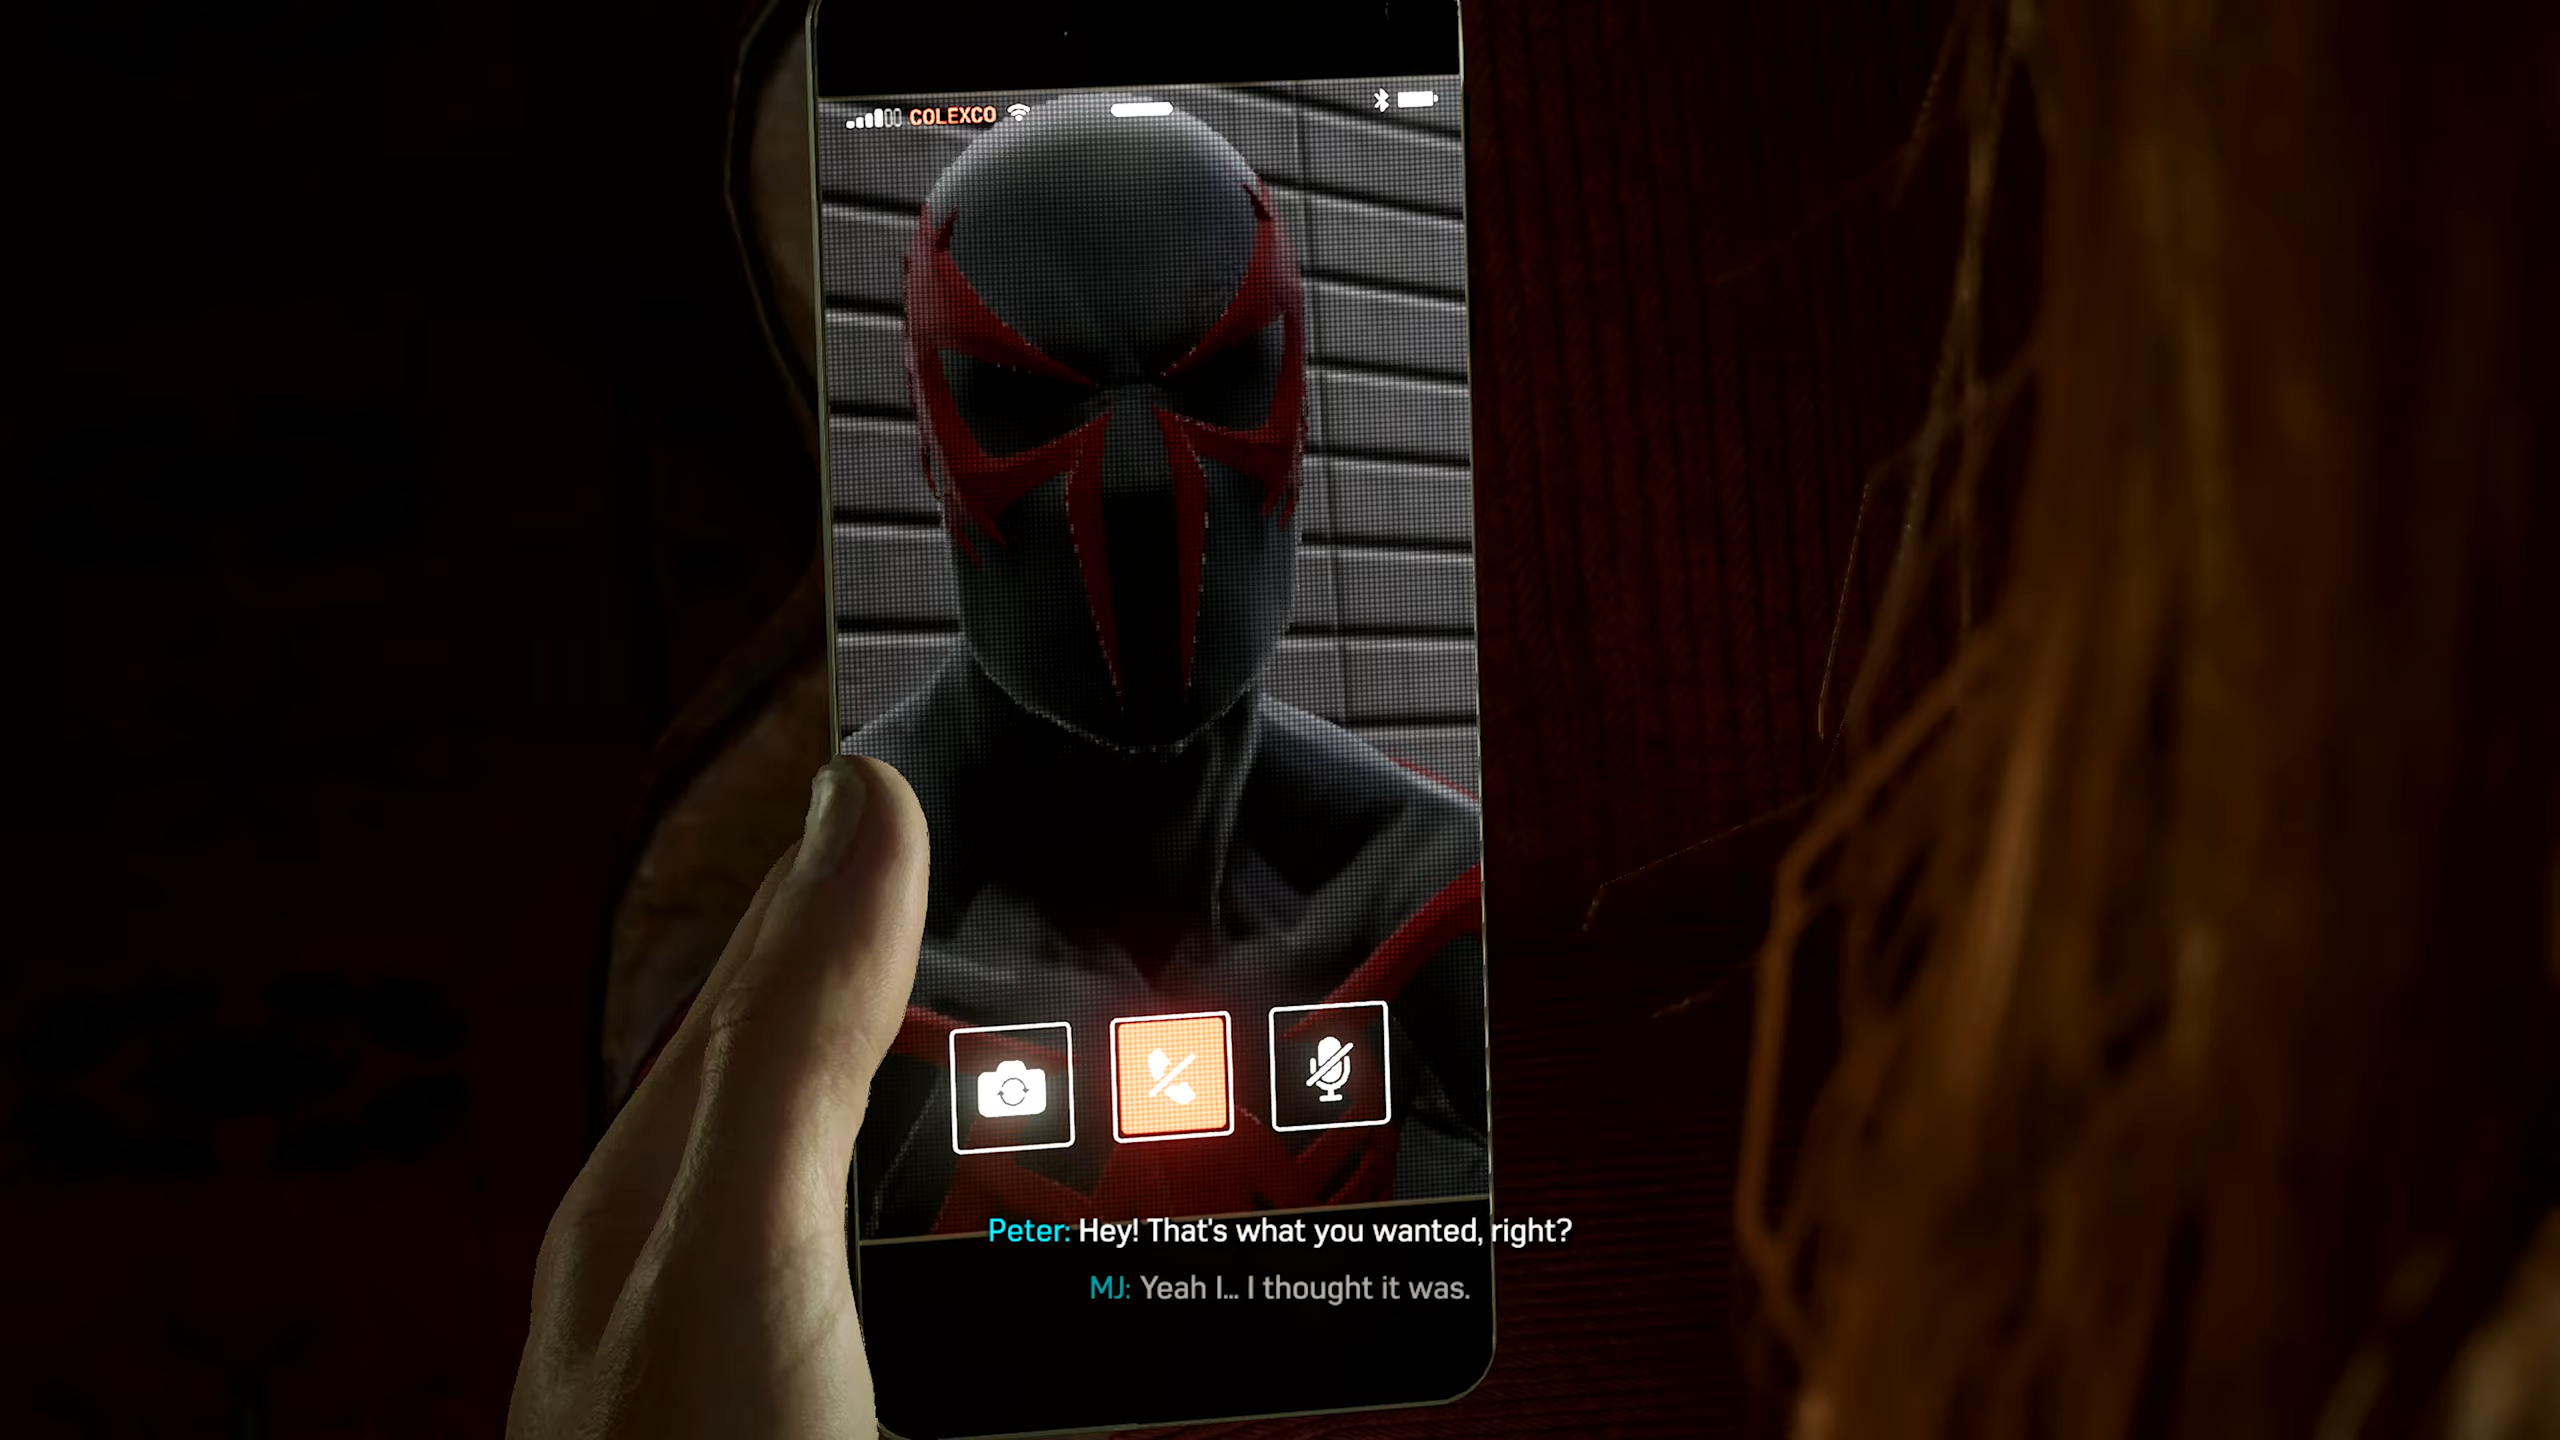 COLEXCO
Peter: Hey! That's what you wanted, right?
MJ: Yeah I... I thought it was.